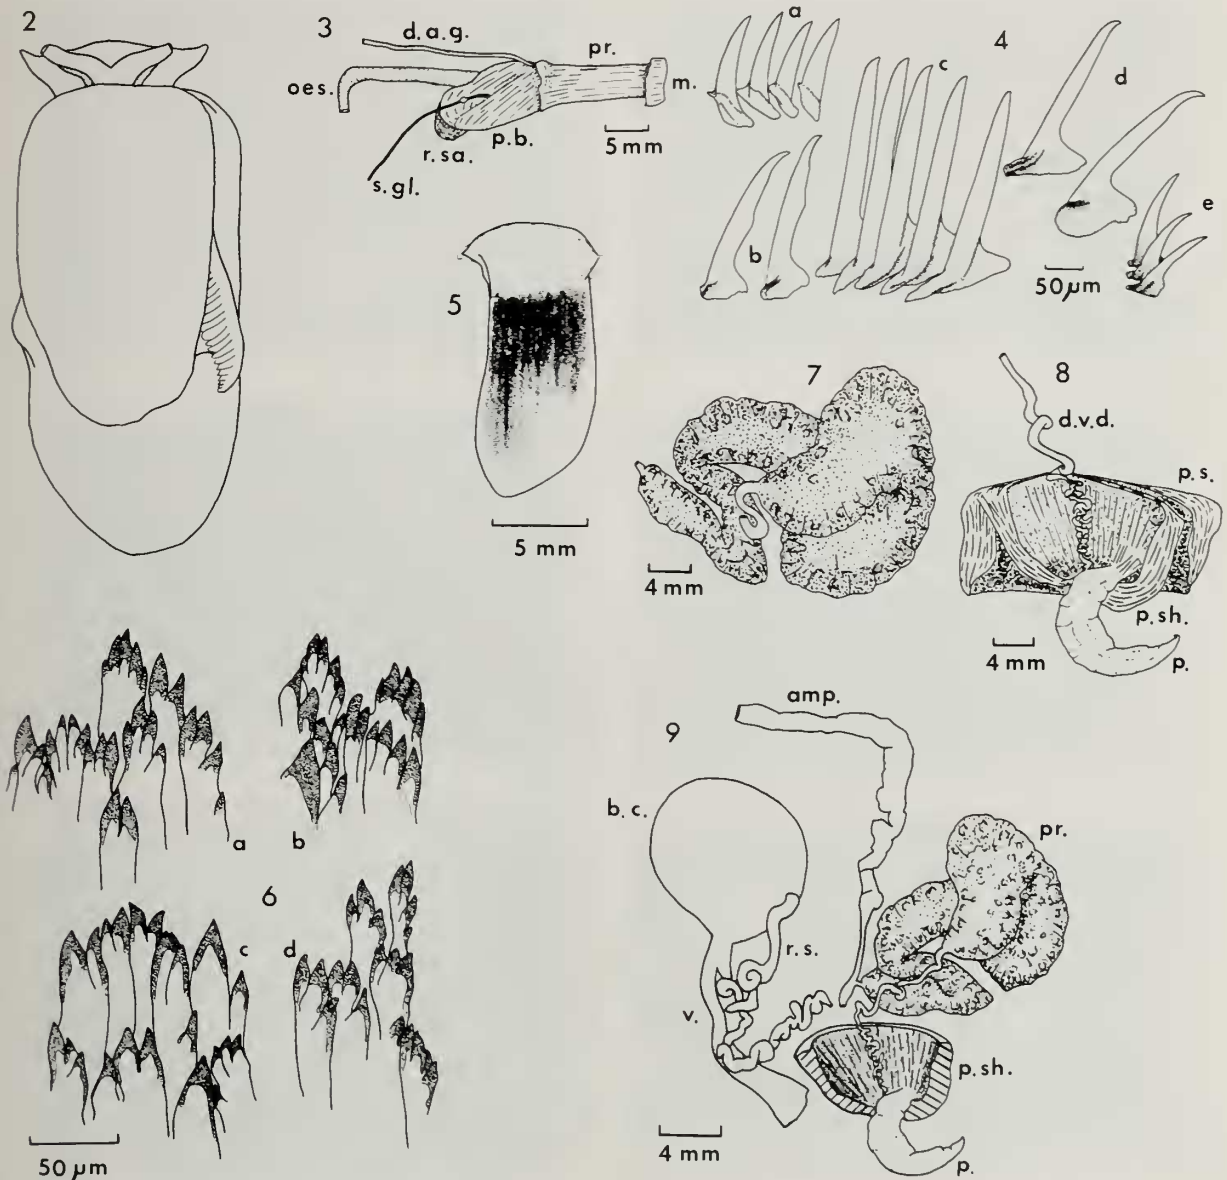 2
3
d.a.g.
pr.
oes.
m.
p.b.
r.sa.
s.gl.
5 mm
4
a
c
d
b
e
50 µm
5
5 mm
7
4 mm
8
d.v.d.
p.s.
p.sh.
p.
4 mm
6
a
b
c
d
50 µm
9
amp.
b.c.
pr.
r.s.
v.
p.sh.
p.
4 mm